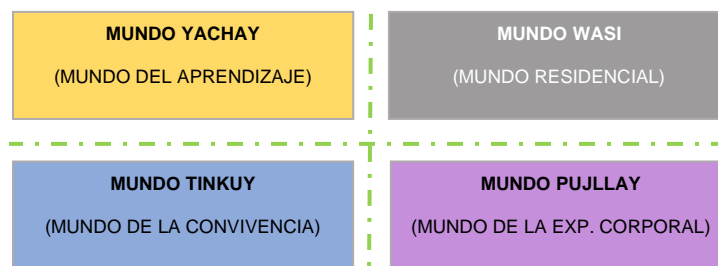 MUNDO YACHAY
(MUNDO DEL APRENDIZAJE)
MUNDO WASI
(MUNDO RESIDENCIAL)
MUNDO TINKUY
(MUNDO DE LA CONVIVENCIA)
MUNDO PUJLLAY
(MUNDO DE LA EXP. CORPORAL)